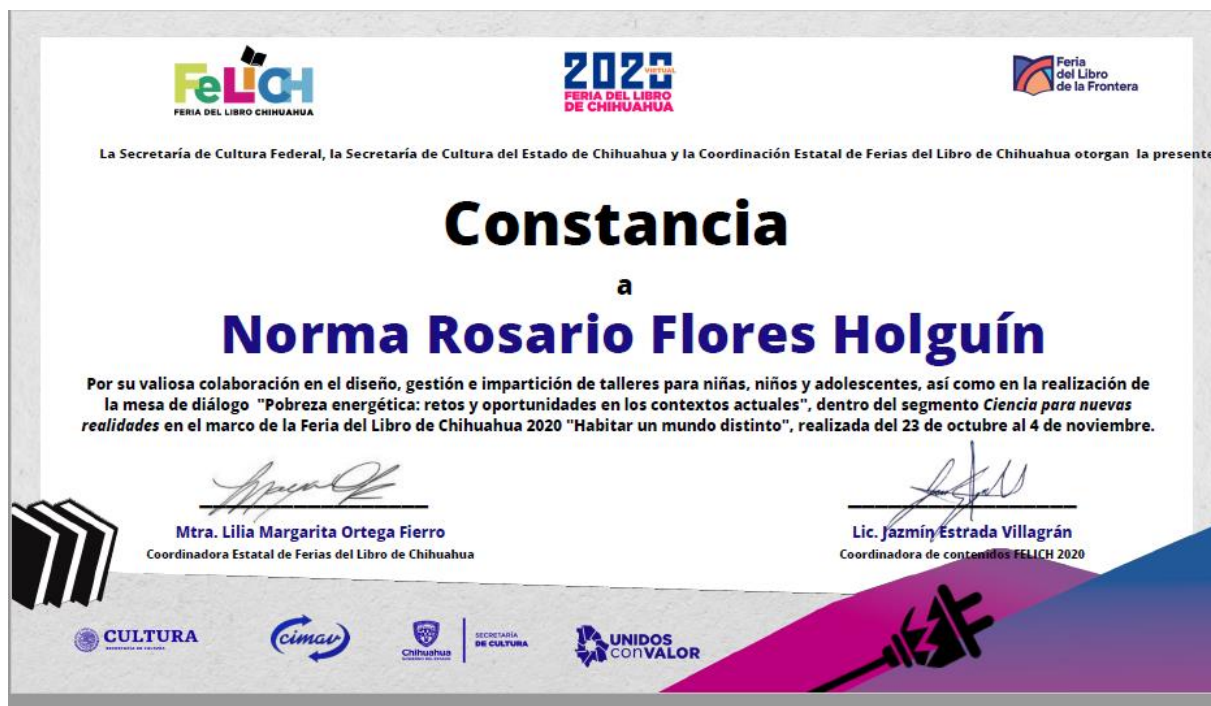 FeLICH
FERIA DEL LIBRO CHIHUAHUA
2020
VIRTUAL
FERIA DEL LIBRO
DE CHIHUAHUA
Feria
del Libro
de la Frontera
La Secretaría de Cultura Federal, la Secretaría de Cultura del Estado de Chihuahua y la Coordinación Estatal de Ferias del Libro de Chihuahua otorgan la presente
Constancia
a
Norma Rosario Flores Holguín
Por su valiosa colaboración en el diseño, gestión e impartición de talleres para niñas, niños y adolescentes, así como en la realización de
la mesa de diálogo "Pobreza energética: retos y oportunidades en los contextos actuales", dentro del segmento Ciencia para nuevas
realidades en el marco de la Feria del Libro de Chihuahua 2020 "Habitar un mundo distinto", realizada del 23 de octubre al 4 de noviembre.
Mtra. Lilia Margarita Ortega Fierro
Coordinadora Estatal de Ferias del Libro de Chihuahua
Lic. Jazmín Estrada Villagrán
Coordinadora de contenidos FELICH 2020
CULTURA
SECRETARÍA DE CULTURA
cimav
Chihuahua
GOBIERNO DEL ESTADO
SECRETARÍA
DE CULTURA
UNIDOS
conVALOR